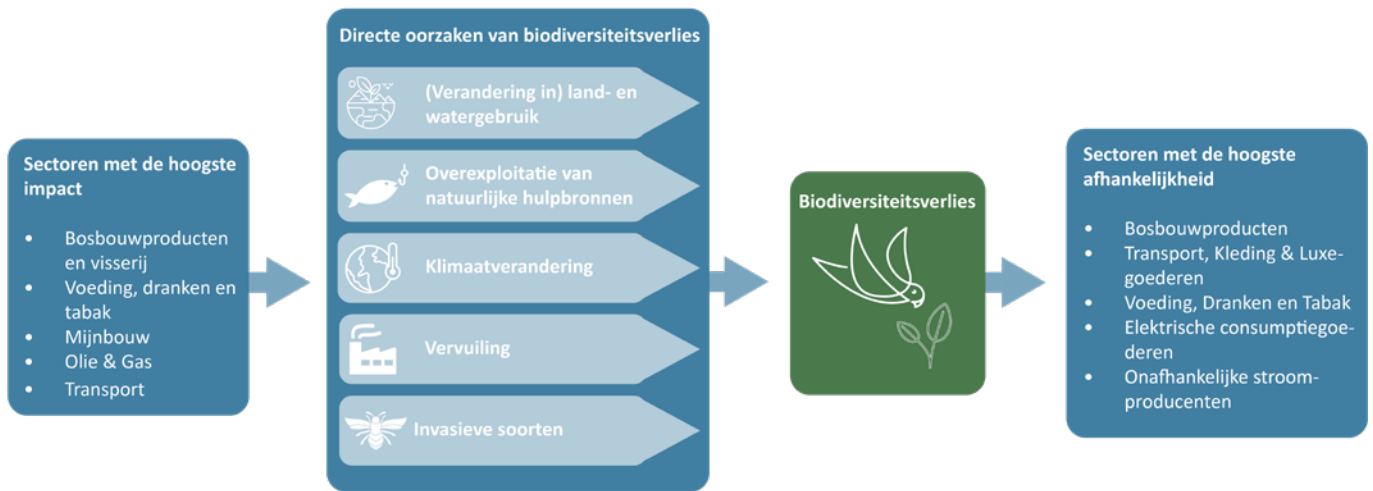 Sectoren met de hoogste
impact
• Bosbouwproducten
en visserij
• Voeding, dranken en
tabak
• Mijnbouw
• Olie & Gas
• Transport
Directe oorzaken van biodiversiteitsverlies
(Verandering in) land- en
watergebruik
Overexploitatie van
natuurlijke hulpbronnen
Klimaatverandering
Vervuiling
Invasieve soorten
Biodiversiteitsverlies
Sectoren met de hoogste
afhankelijkheid
• Bosbouwproducten
• Transport, Kleding & Luxe-
goederen
• Voeding, Dranken en Tabak
• Elektrische consumptiegoe-
deren
• Onafhankelijke stroom-
producenten